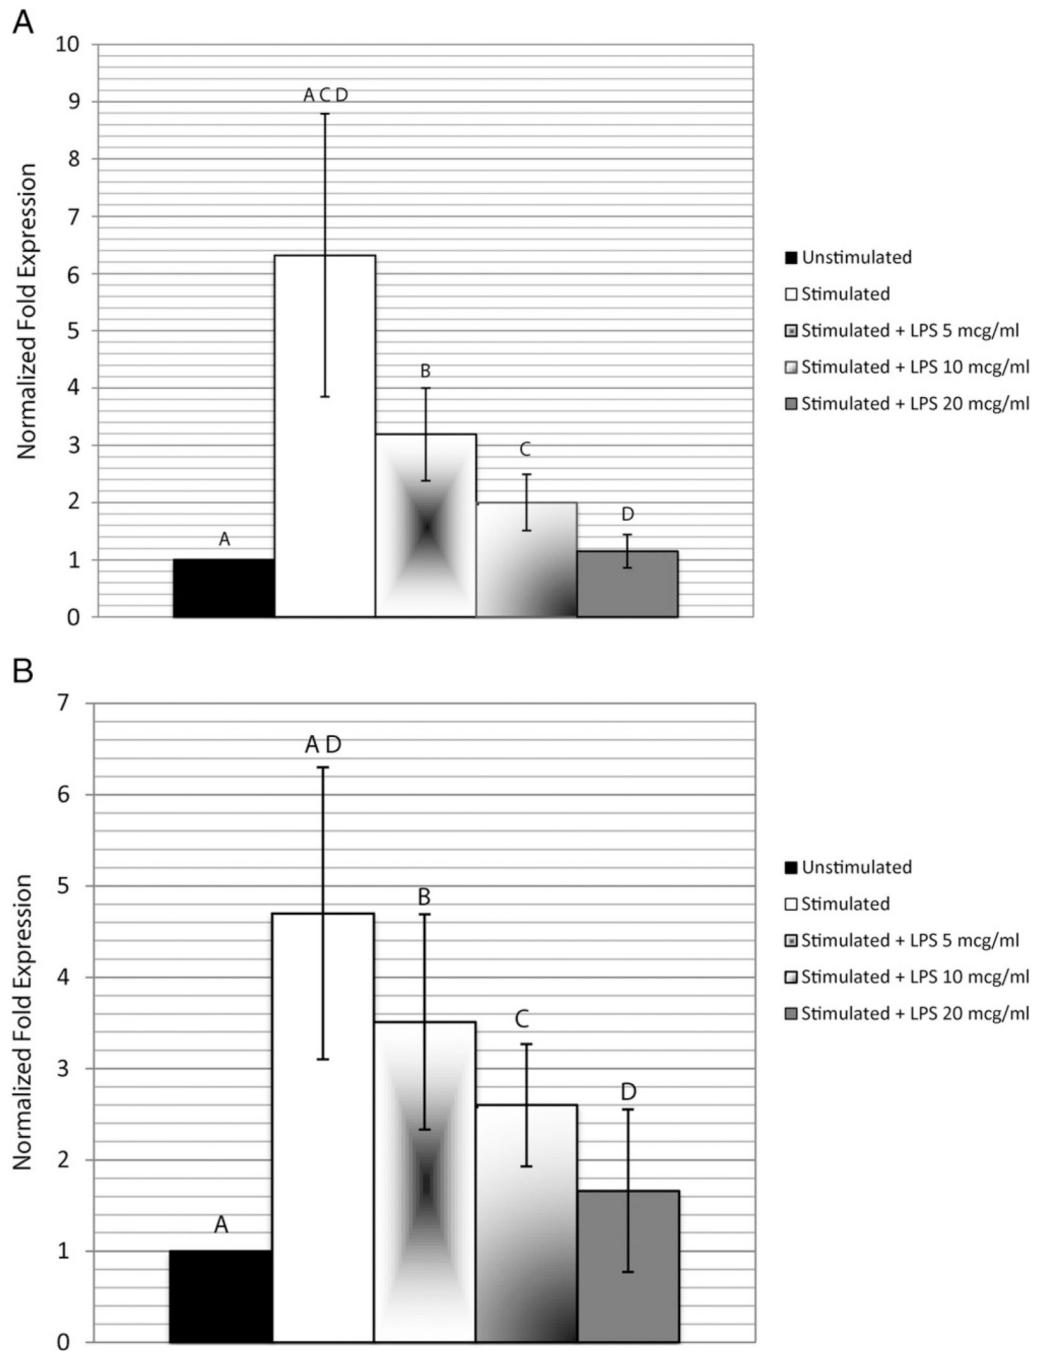 A
10
9
8
7
6
5
4
3
2
1
0
Normalized Fold Expression
A C D
B
C
D
A
Unstimulated
Stimulated
Stimulated + LPS 5 mcg/ml
Stimulated + LPS 10 mcg/ml
Stimulated + LPS 20 mcg/ml
B
7
6
5
4
3
2
1
0
Normalized Fold Expression
A D
B
C
D
A
Unstimulated
Stimulated
Stimulated + LPS 5 mcg/ml
Stimulated + LPS 10 mcg/ml
Stimulated + LPS 20 mcg/ml